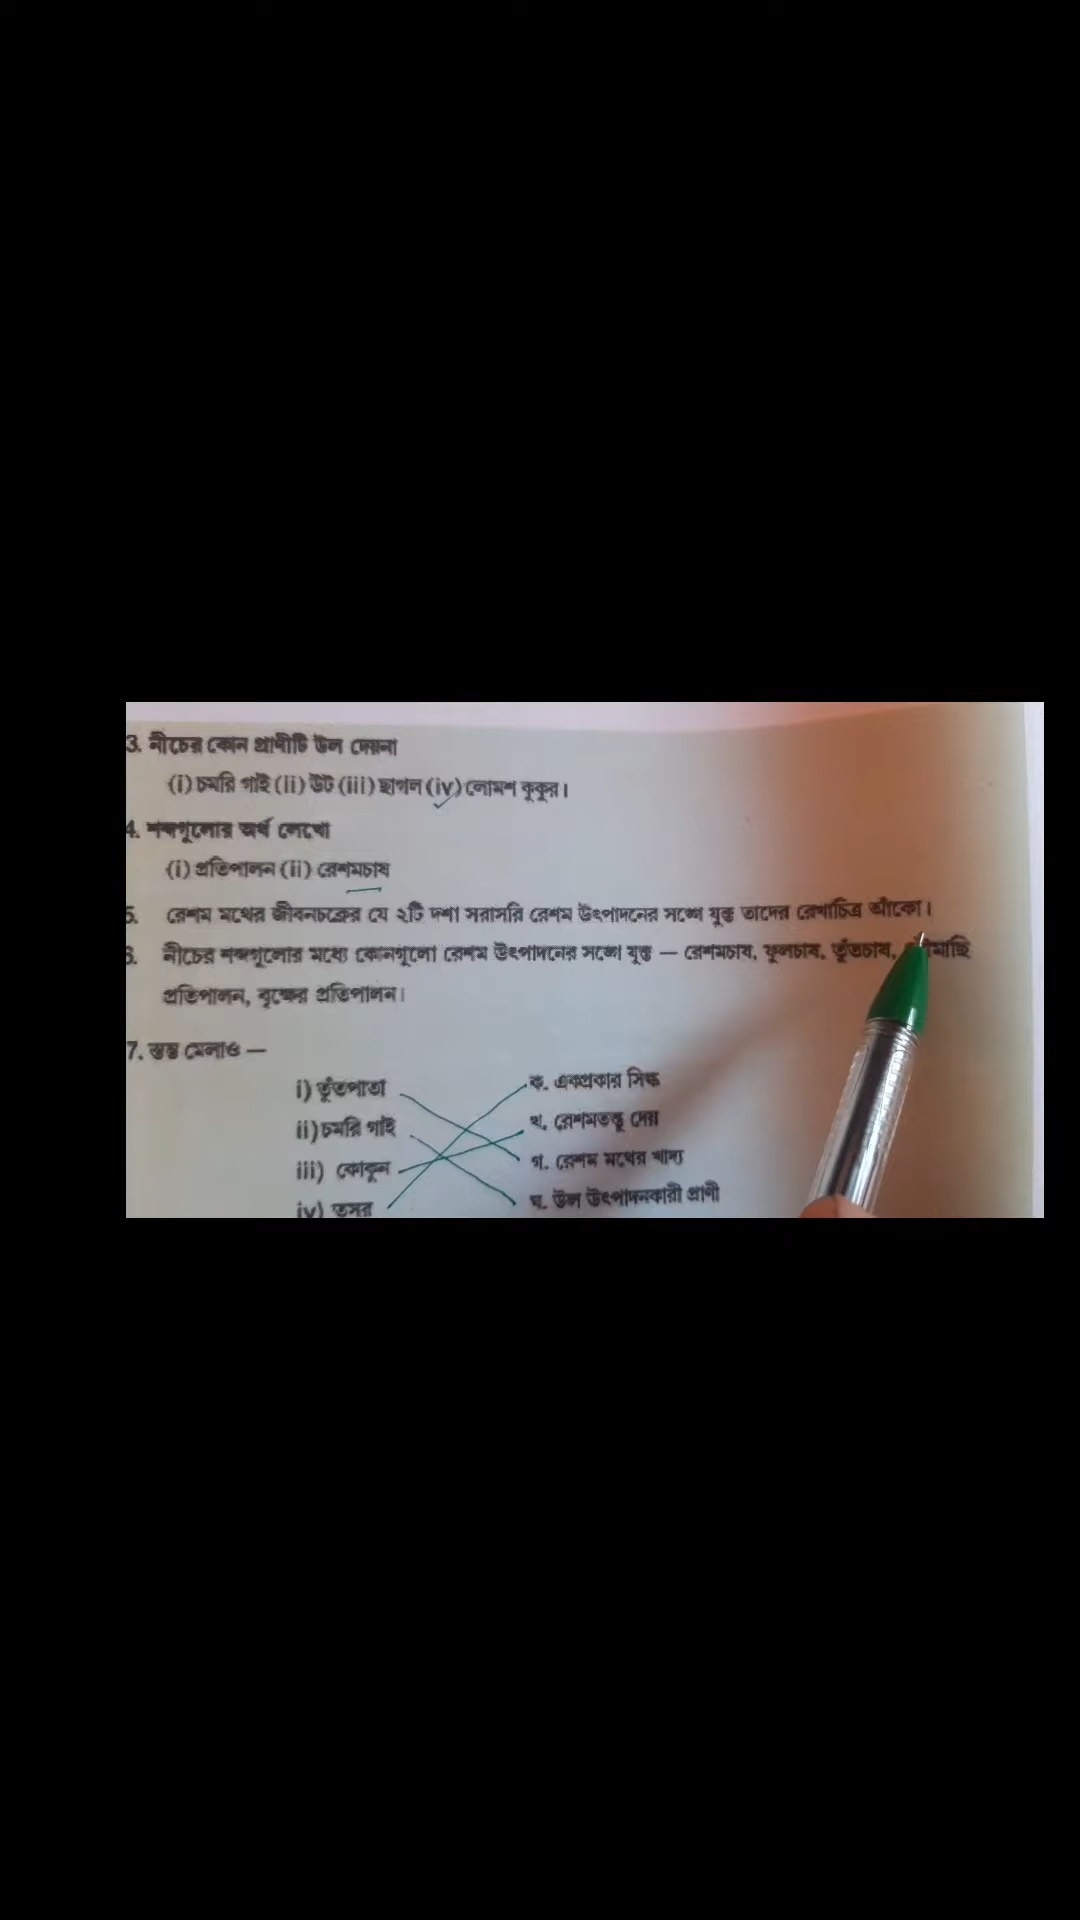 3. নীচের কোন প্রাণীটি উল দেয়না
(i) চমরি গাই (ii) উট (iii) ছাগল (iv) লোমশ কুকুর।
4. শব্দগুলোর অর্থ লেখো
(i) প্রতিপালন (ii) রেশমচাষ
5. রেশম মথের জীবনচক্রের যে ২টি দশা সরাসরি রেশম উৎপাদনের সঙ্গে যুক্ত তাদের রেখাচিত্র আঁকো।
6. নীচের শব্দগুলোর মধ্যে কোনগুলো রেশম উৎপাদনের সঙ্গে যুক্ত — রেশমচাষ, ফুলচাষ, তুঁতচাষ,
প্রতিপালন, বৃক্ষের প্রতিপালন।
7. স্তম্ভ মেলাও —
i) তুঁতপাতা ক. একপ্রকার সিল্ক
ii) চমরি গাই খ. রেশমতন্তু দেয়
iii) কোকুন গ. রেশম মথের খাদ্য
iv) তসর ঘ. উল উৎপাদনকারী প্রাণী